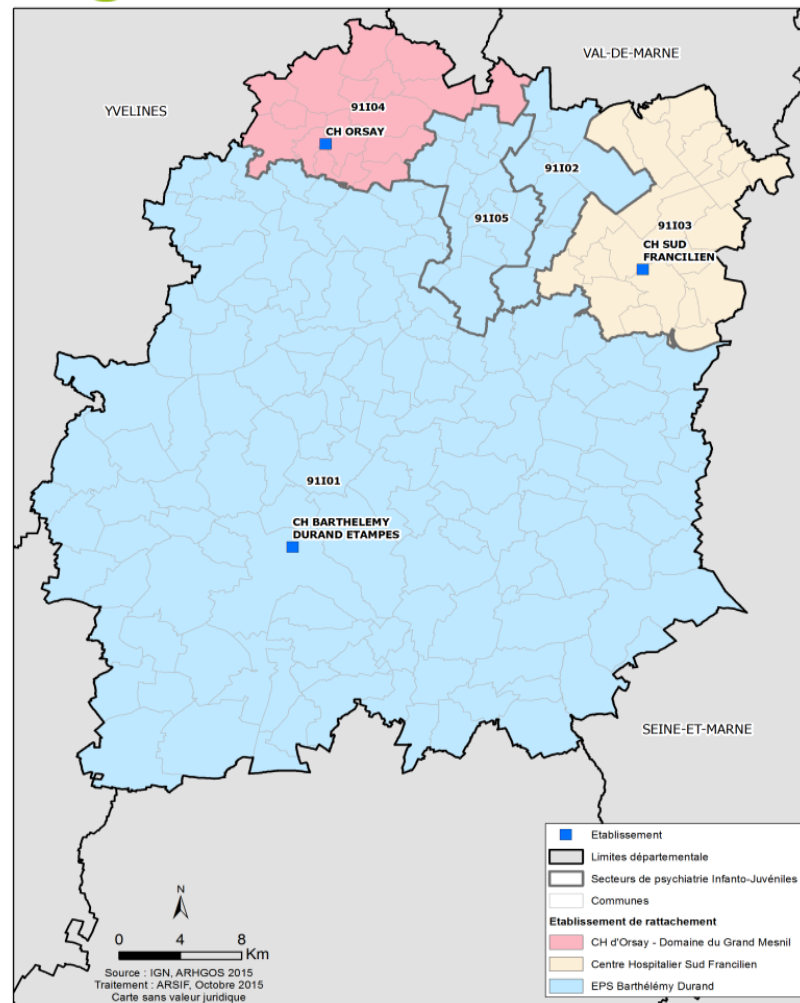 VAL-DE-MARNE
YVELINES
91I04
CH ORSAY
91I02
91I05
91I03
CH SUD
FRANCILIEN
91I01
CH BARTHELEMY
DURAND ETAMPES
SEINE-ET-MARNE
N
0 4 8
Km
Source : IGN, ARHGOS 2015
Traitement : ARSIF, Octobre 2015
Carte sans valeur juridique
Etablissement
Limites départementale
Secteurs de psychiatrie Infanto-Juvéniles
Communes
Etablissement de rattachement
CH d'Orsay - Domaine du Grand Mesnil
Centre Hospitalier Sud Francilien
EPS Barthélémy Durand